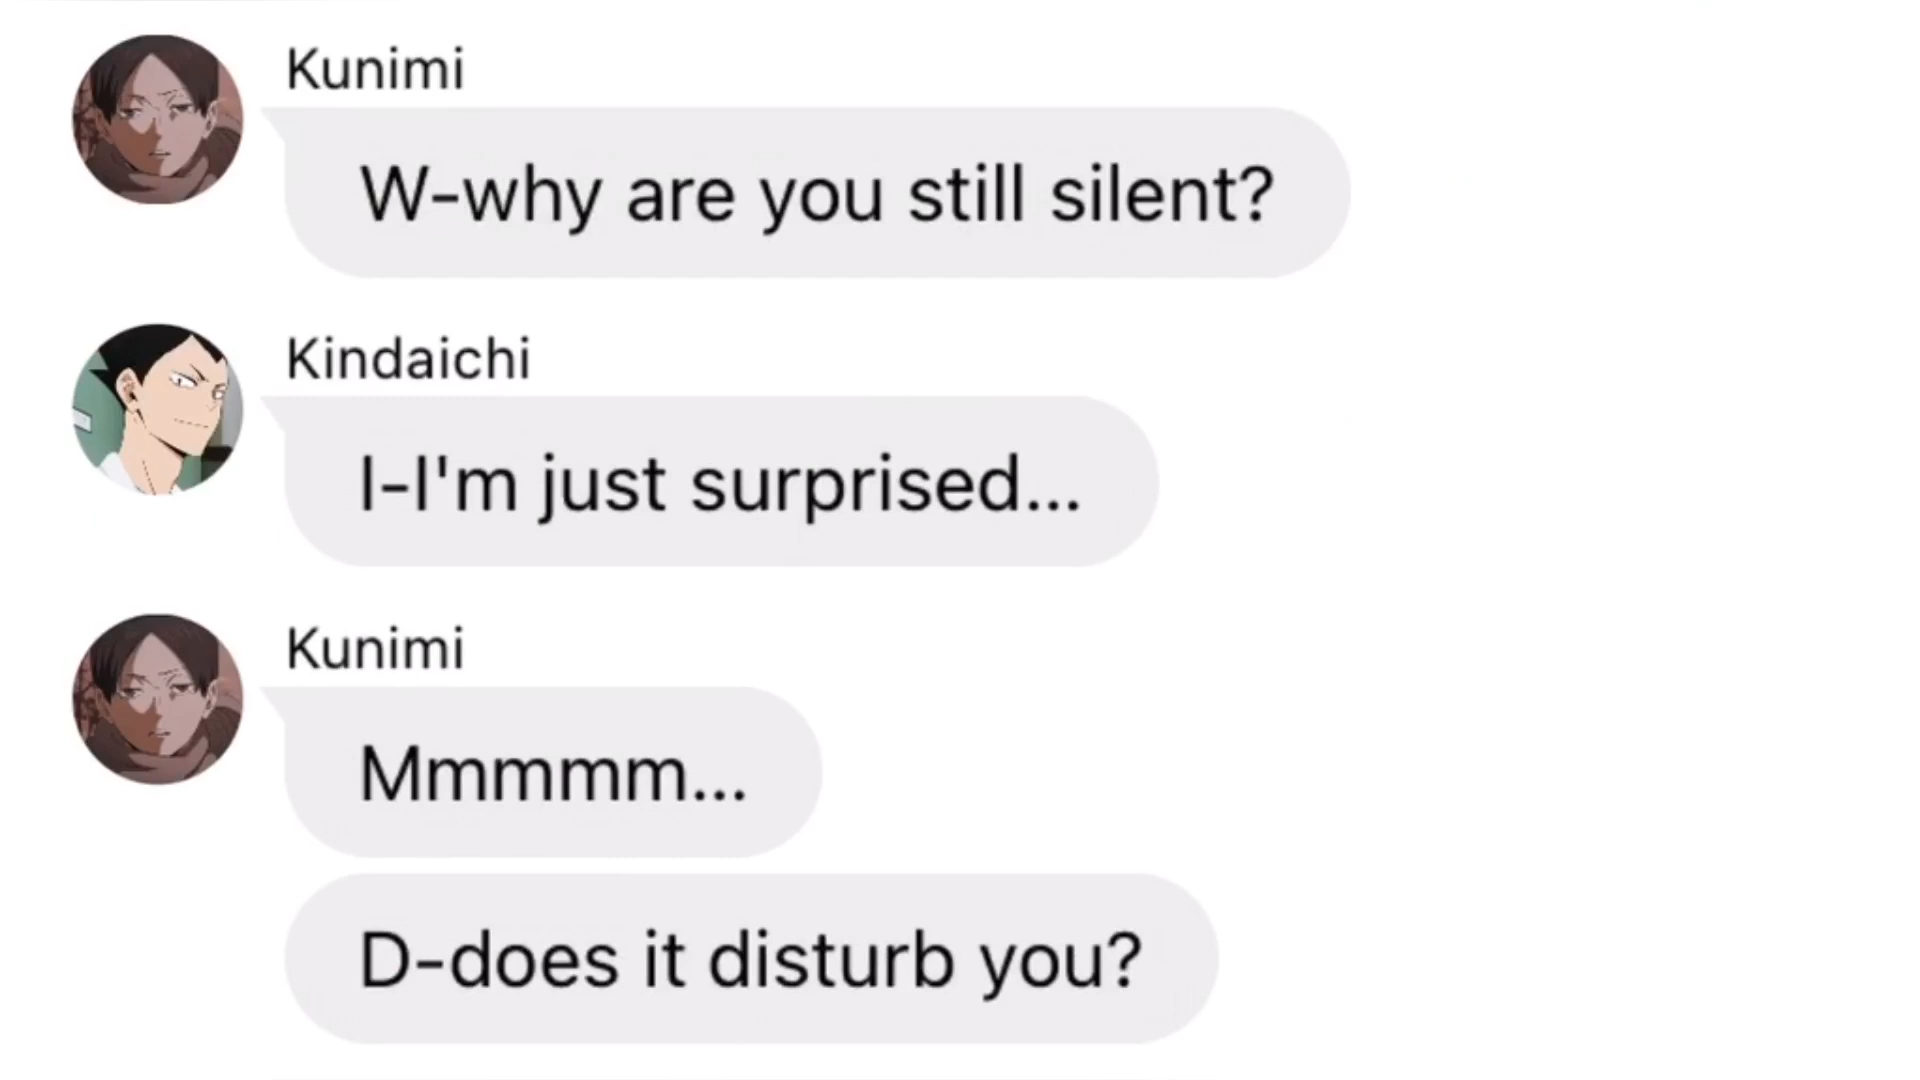 Kunimi
W-why are you still silent?
Kindaichi
I-I'm just surprised...
Kunimi
Mmmmm...
D-does it disturb you?